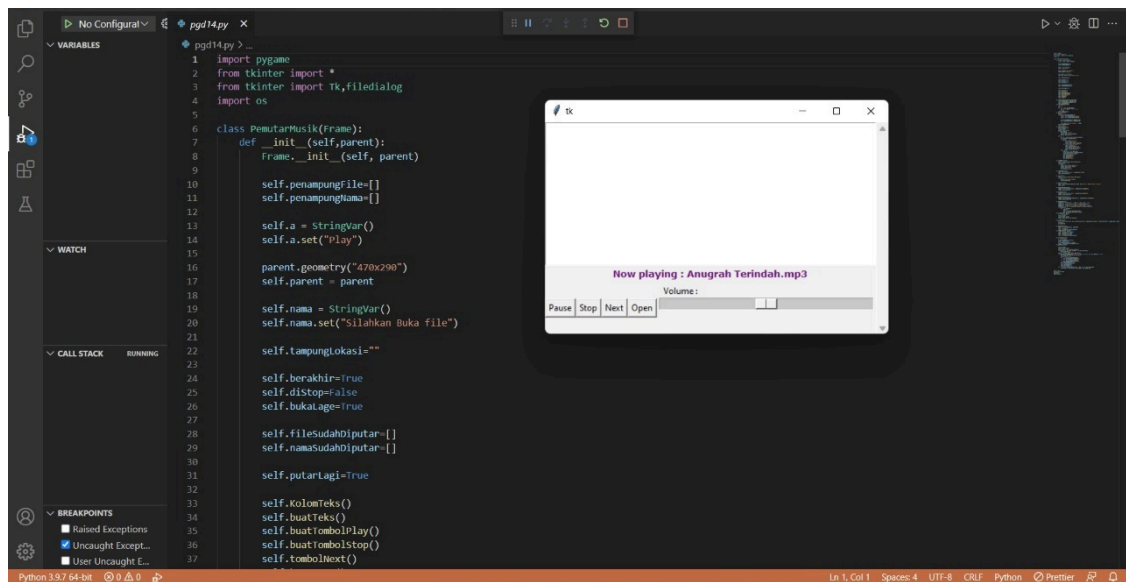 No Configurat
pgd14.py
VARIABLES
pgd14.py > ...
1 import pygame
2 from tkinter import *
3 from tkinter import Tk,filedialog
4 import os
5
6 class PemutarMusik(Frame):
7 def __init__(self,parent):
8 Frame.__init__(self, parent)
9
10 self.penampungFile=[]
11 self.penampungNama=[]
12
13 self.a = StringVar()
14 self.a.set("Play")
15
16 parent.geometry("470x290")
17 self.parent = parent
18
19 self.nama = StringVar()
20 self.nama.set("Silahkan Buka file")
21
22 self.tampungLokasi=""
23
24 self.berakhir=True
25 self.diStop=False
26 self.bukaLage=True
27
28 self.fileSudahDiputar=[]
29 self.namaSudahDiputar=[]
30
31 self.putarLagi=True
32
33 self.KolomTeks()
34 self.buatTeks()
35 self.buatTombolPlay()
36 self.buatTombolStop()
37 self.tombolNext()
WATCH
CALL STACK RUNNING
BREAKPOINTS
Raised Exceptions
Uncaught Except...
User Uncaught E...
1
tk
Now playing : Anugrah Terindah.mp3
Volume :
Pause Stop Next Open
Python 3.9.7 64-bit 0 0 Ln 1, Col 1 Spaces: 4 UTF-8 CRLF Python Prettier